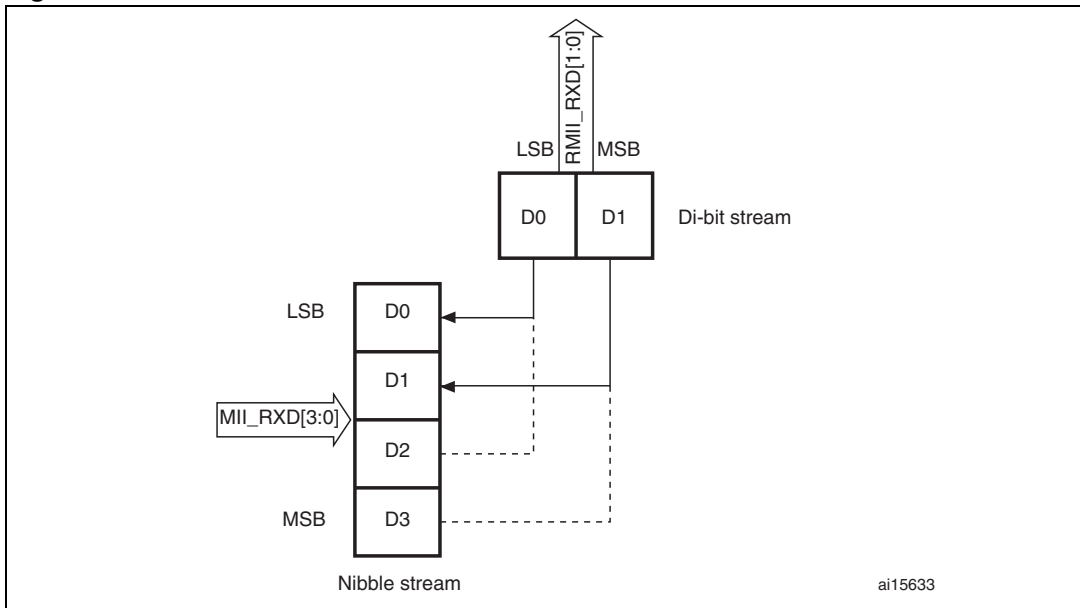 RMII_RXD[1:0]
LSB MSB
D0 D1 Di-bit stream
LSB D0
D1
MII_RXD[3:0]
D2
MSB D3
Nibble stream
ai15633